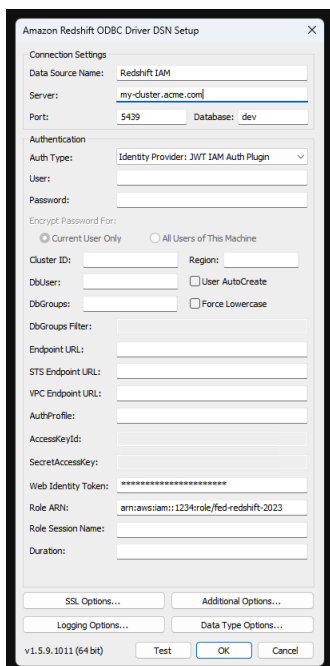 Amazon Redshift ODBC Driver DSN Setup
Connection Settings
Data Source Name: Redshift IAM
Server: my-cluster.acme.com
Port: 5439 Database: dev
Authentication
Auth Type: Identity Provider: JWT IAM Auth Plugin
User:
Password:
Encrypt Password For:
Current User Only All Users of This Machine
Cluster ID: Region:
DbUser: User AutoCreate
DbGroups: Force Lowercase
DbGroups Filter:
Endpoint URL:
STS Endpoint URL:
VPC Endpoint URL:
AuthProfile:
AccessKeyId:
SecretAccessKey:
Web Identity Token: **********************
Role ARN: arn:aws:iam::1234:role/fed-redshift-2023
Role Session Name:
Duration:
SSL Options... Additional Options...
Logging Options... Data Type Options...
v1.5.9.1011 (64 bit) Test OK Cancel